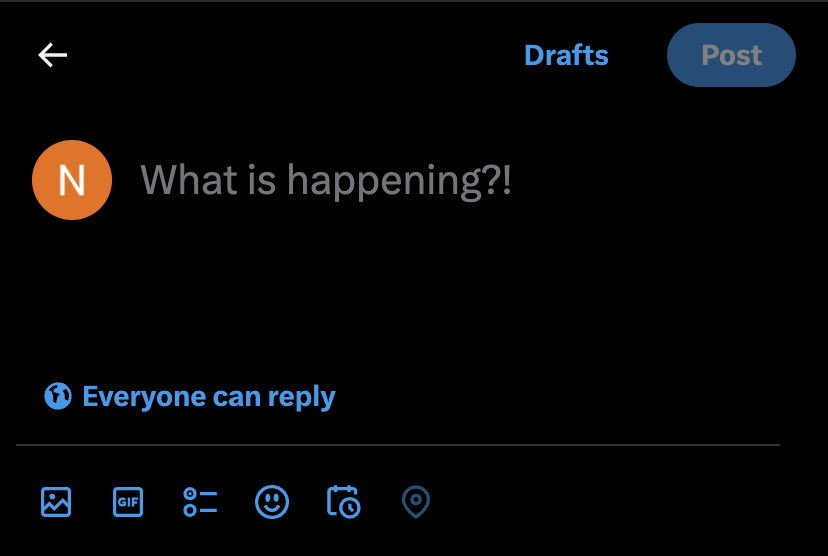 Drafts
Post
N
What is happening?!
Everyone can reply
GIF